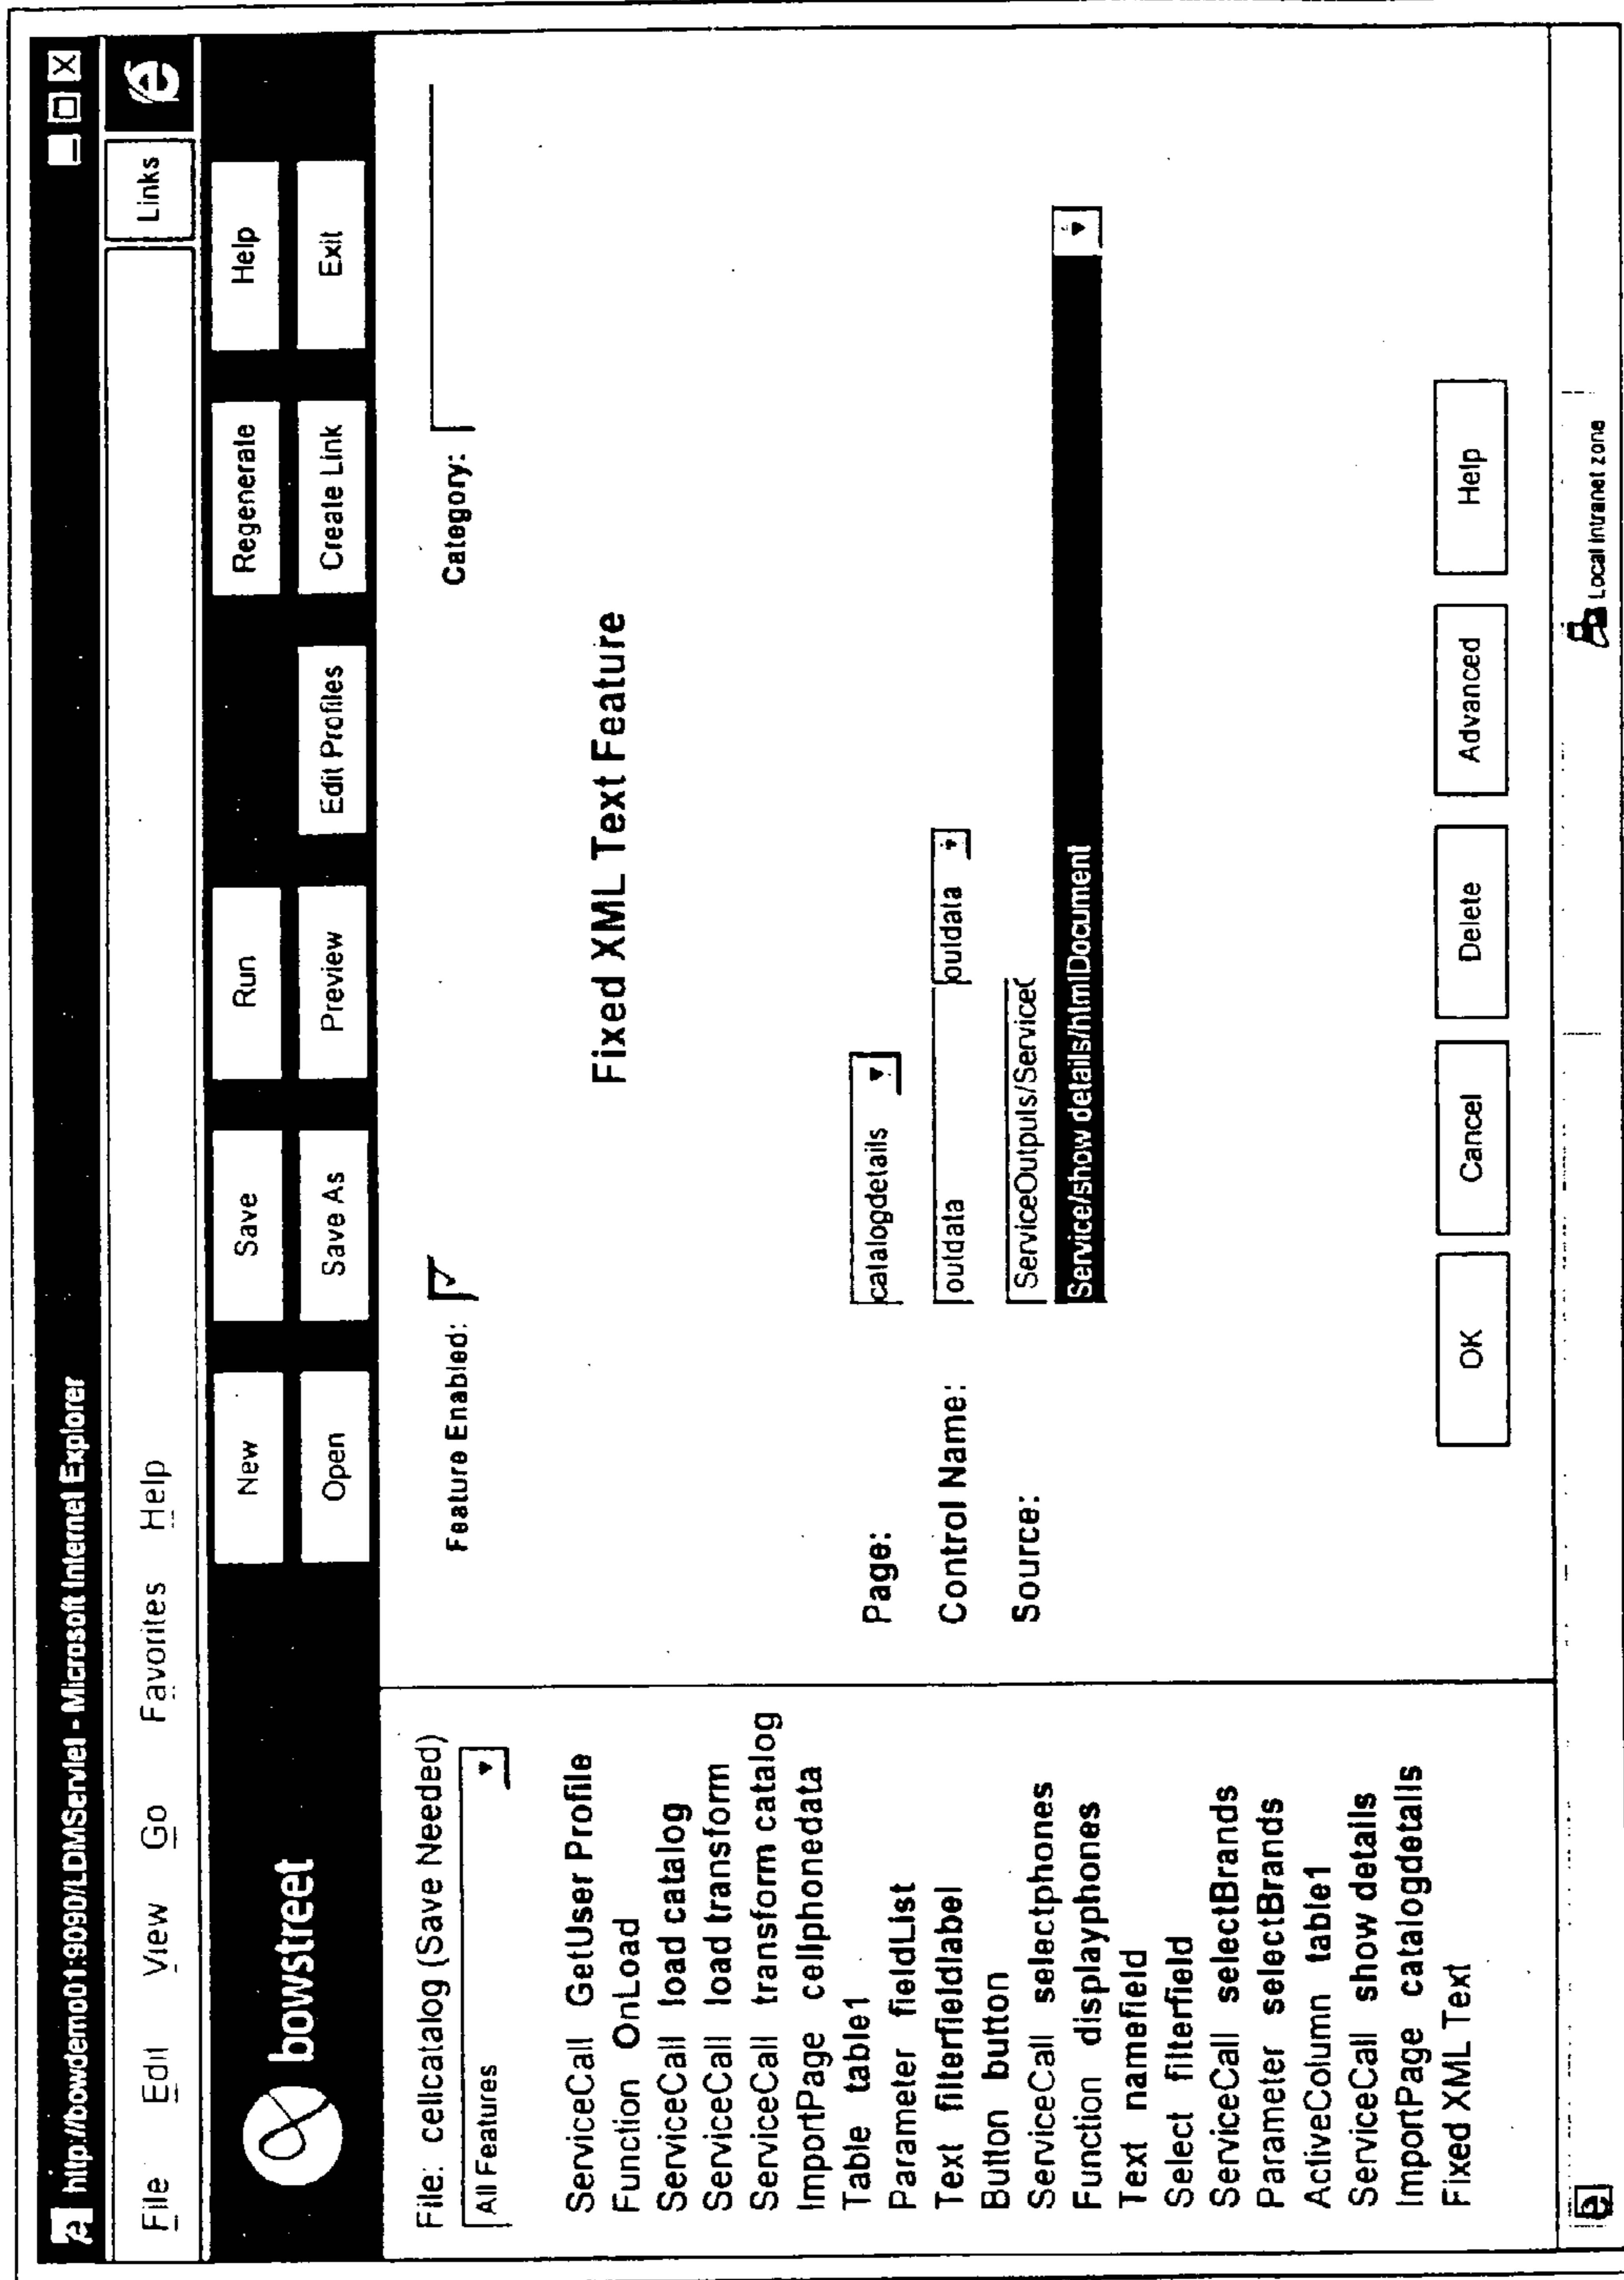 http://bowdemo01:9090/LDMServlet - Microsoft Internet Explorer
File Edit View Go Favorites Help
Links
bowstreet
New Save Run Regenerate Help
Open Save As Preview Edit Profiles Create Link Exit
File: cellcatalog (Save Needed)
All Features
ServiceCall GetUser Profile
Function OnLoad
ServiceCall load catalog
ServiceCall load transform
ServiceCall transform catalog
ImportPage cellphonedata
Table table1
Parameter fieldList
Text filterfieldlabel
Button button
ServiceCall selectphones
Function displayphones
Text namefield
Select filterfield
ServiceCall selectBrands
Parameter selectBrands
ActiveColumn table1
ServiceCall show details
ImportPage catalogdetails
Fixed XML Text
Feature Enabled:
Category:
Fixed XML Text Feature
Page: catalogdetails
Control Name: outdata outdata
Source: ServiceOutputs/ServiceC
Service/show details/htmlDocument
OK Cancel Delete Advanced Help
Local intranet zone